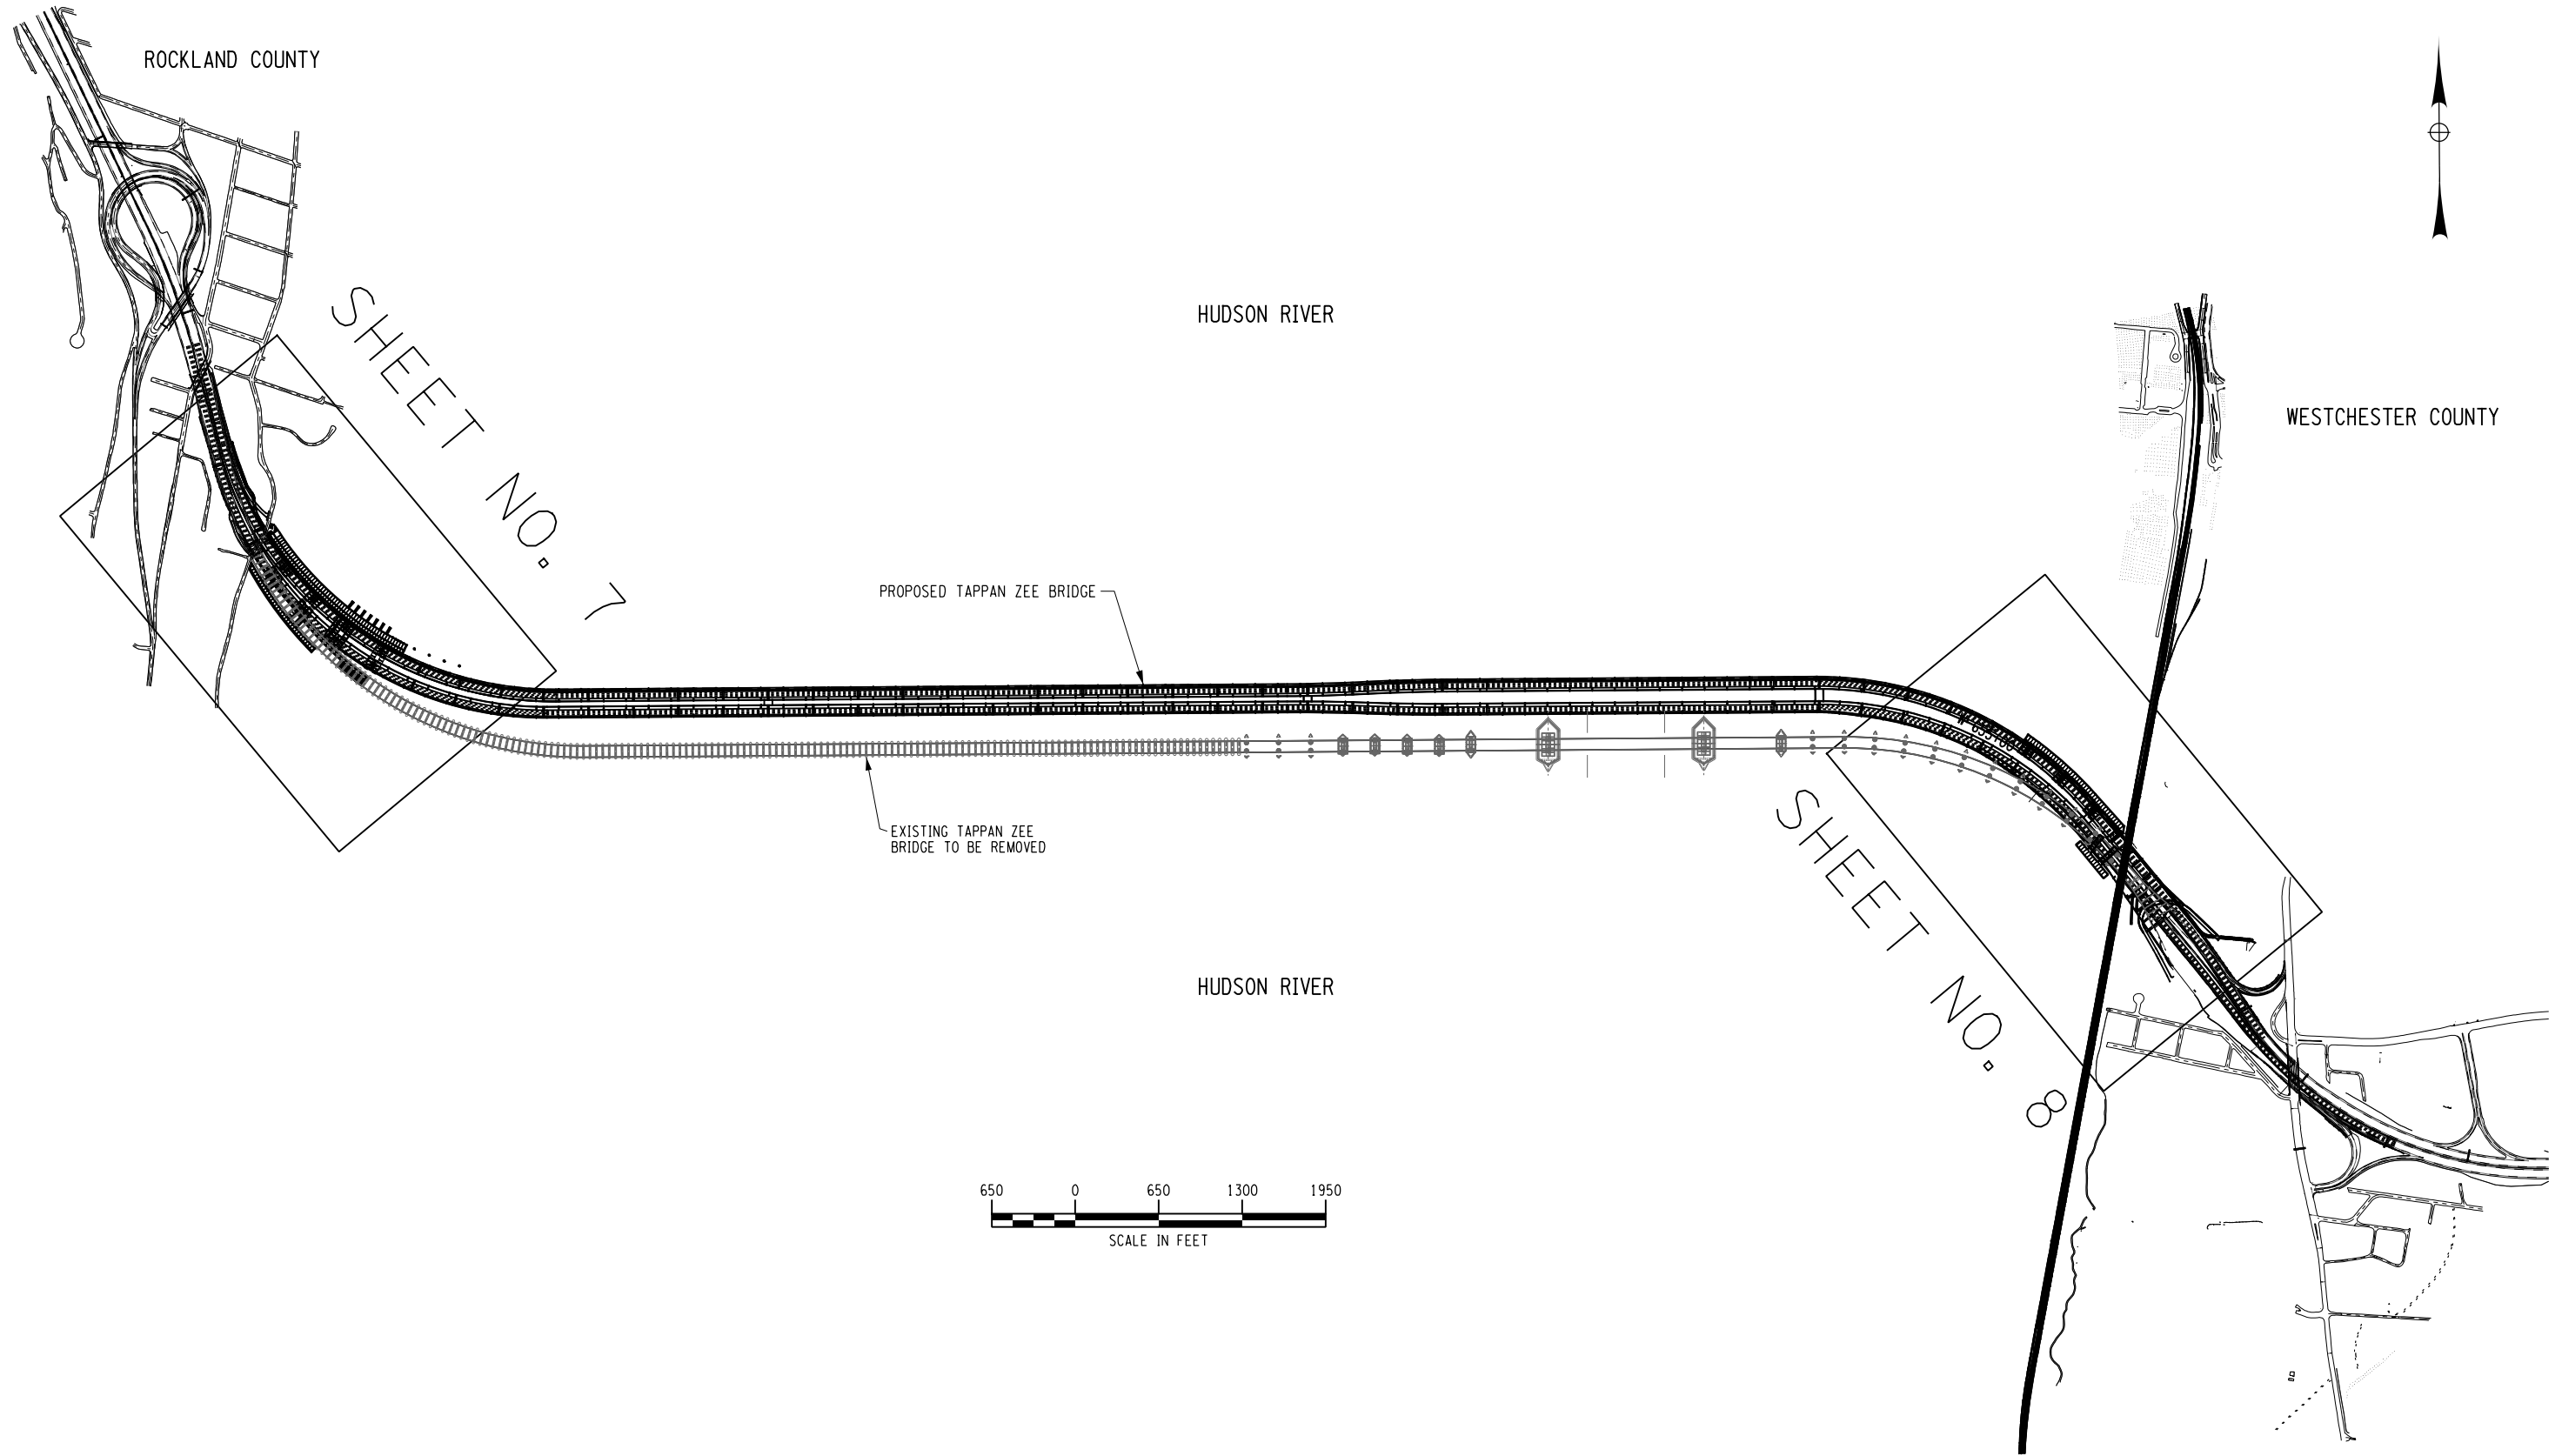 ROCKLAND COUNTY
HUDSON RIVER
SHEET NO. 7
WESTCHESTER COUNTY
PROPOSED TAPPAN ZEE BRIDGE
EXISTING TAPPAN ZEE
BRIDGE TO BE REMOVED
SHEET NO. 8
HUDSON RIVER
650 0 650 1300 1950
SCALE IN FEET